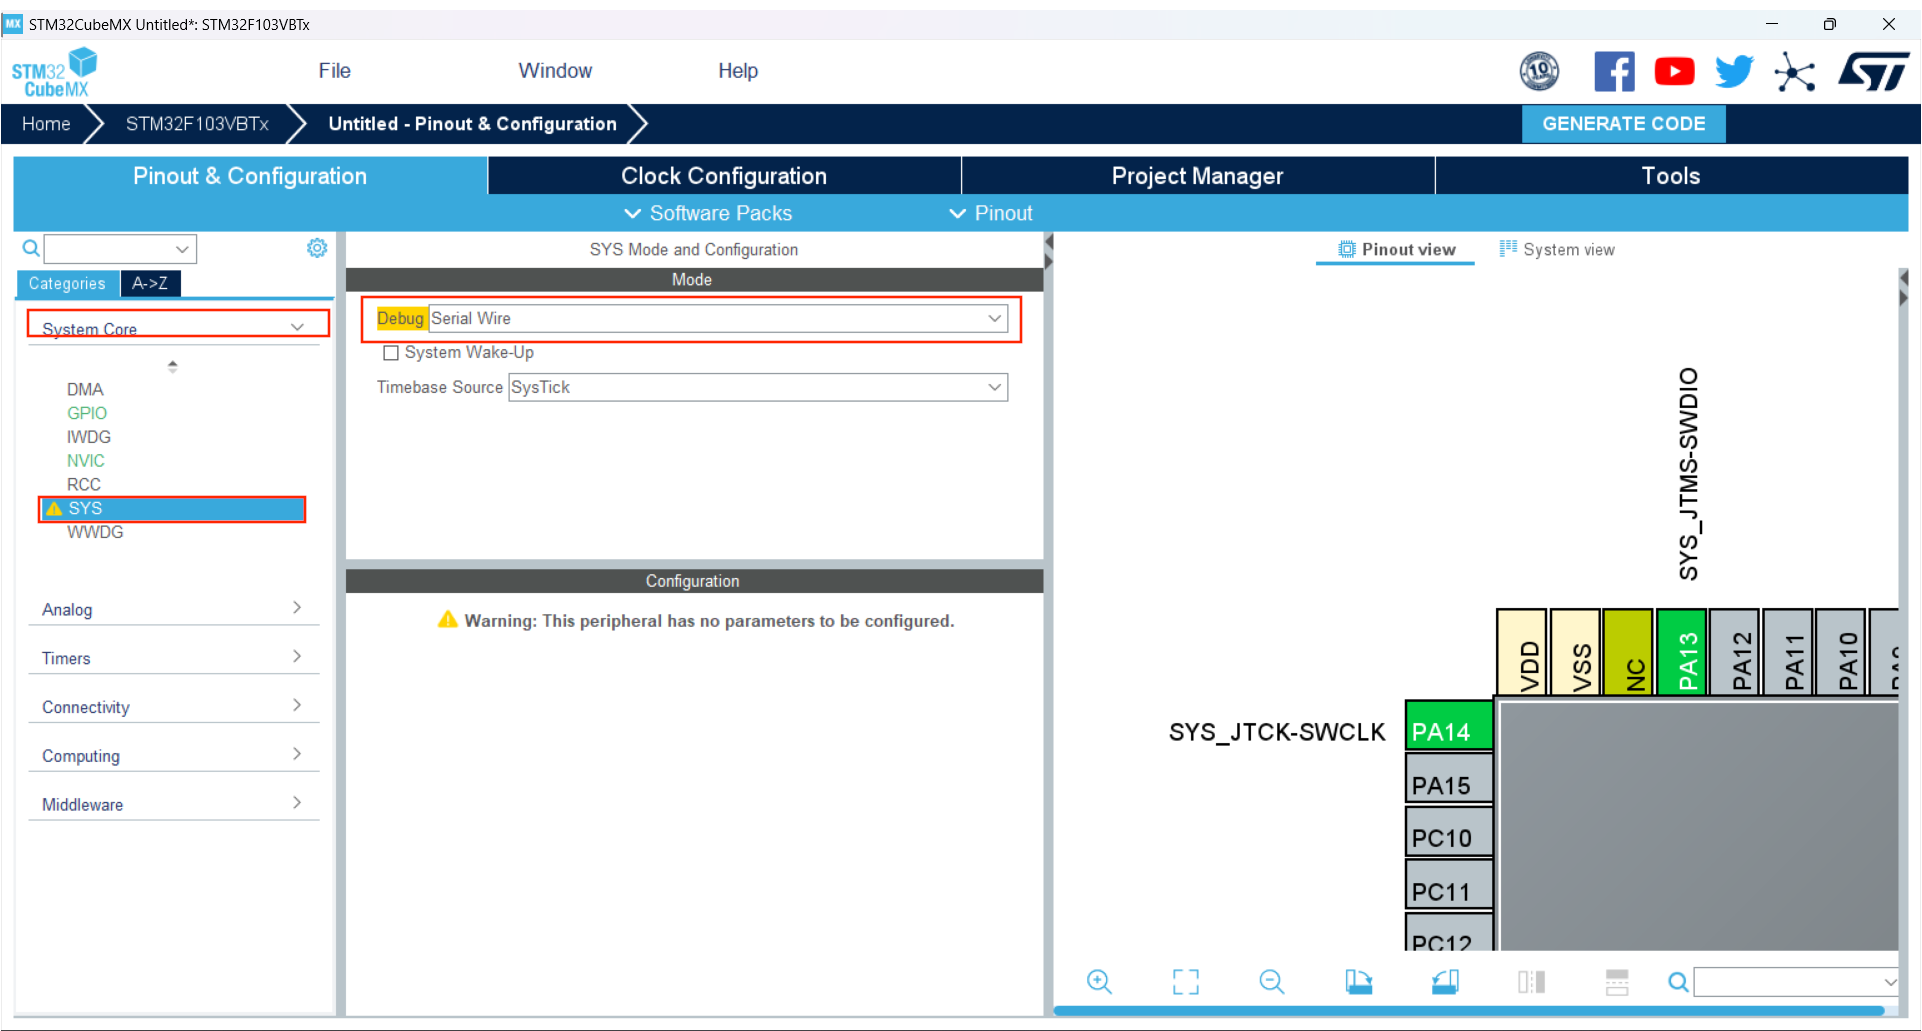 MX STM32CubeMX Untitled*: STM32F103VBTx
STM32
CubeMX
File
Window
Help
10
ST
Home
STM32F103VBTx
Untitled - Pinout & Configuration
GENERATE CODE
Pinout & Configuration
Clock Configuration
Project Manager
Tools
Software Packs
Pinout
Categories
A->Z
System Core
DMA
GPIO
IWDG
NVIC
RCC
SYS
WWDG
Analog
Timers
Connectivity
Computing
Middleware
SYS Mode and Configuration
Mode
Debug Serial Wire
System Wake-Up
Timebase Source SysTick
Configuration
Warning: This peripheral has no parameters to be configured.
Pinout view
System view
SYS_JTMS-SWDIO
VDD
VSS
NC
PA13
PA12
PA11
PA10
SYS_JTCK-SWCLK
PA14
PA15
PC10
PC11
PC12